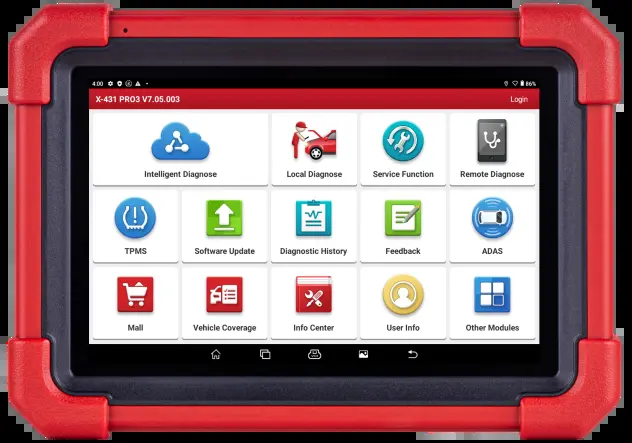 4:00
86%
X-431 PRO3 V7.05.003
Login
Intelligent Diagnose
Local Diagnose
Service Function
Remote Diagnose
TPMS
Software Update
Diagnostic History
Feedback
ADAS
Mall
Vehicle Coverage
Info Center
User Info
Other Modules